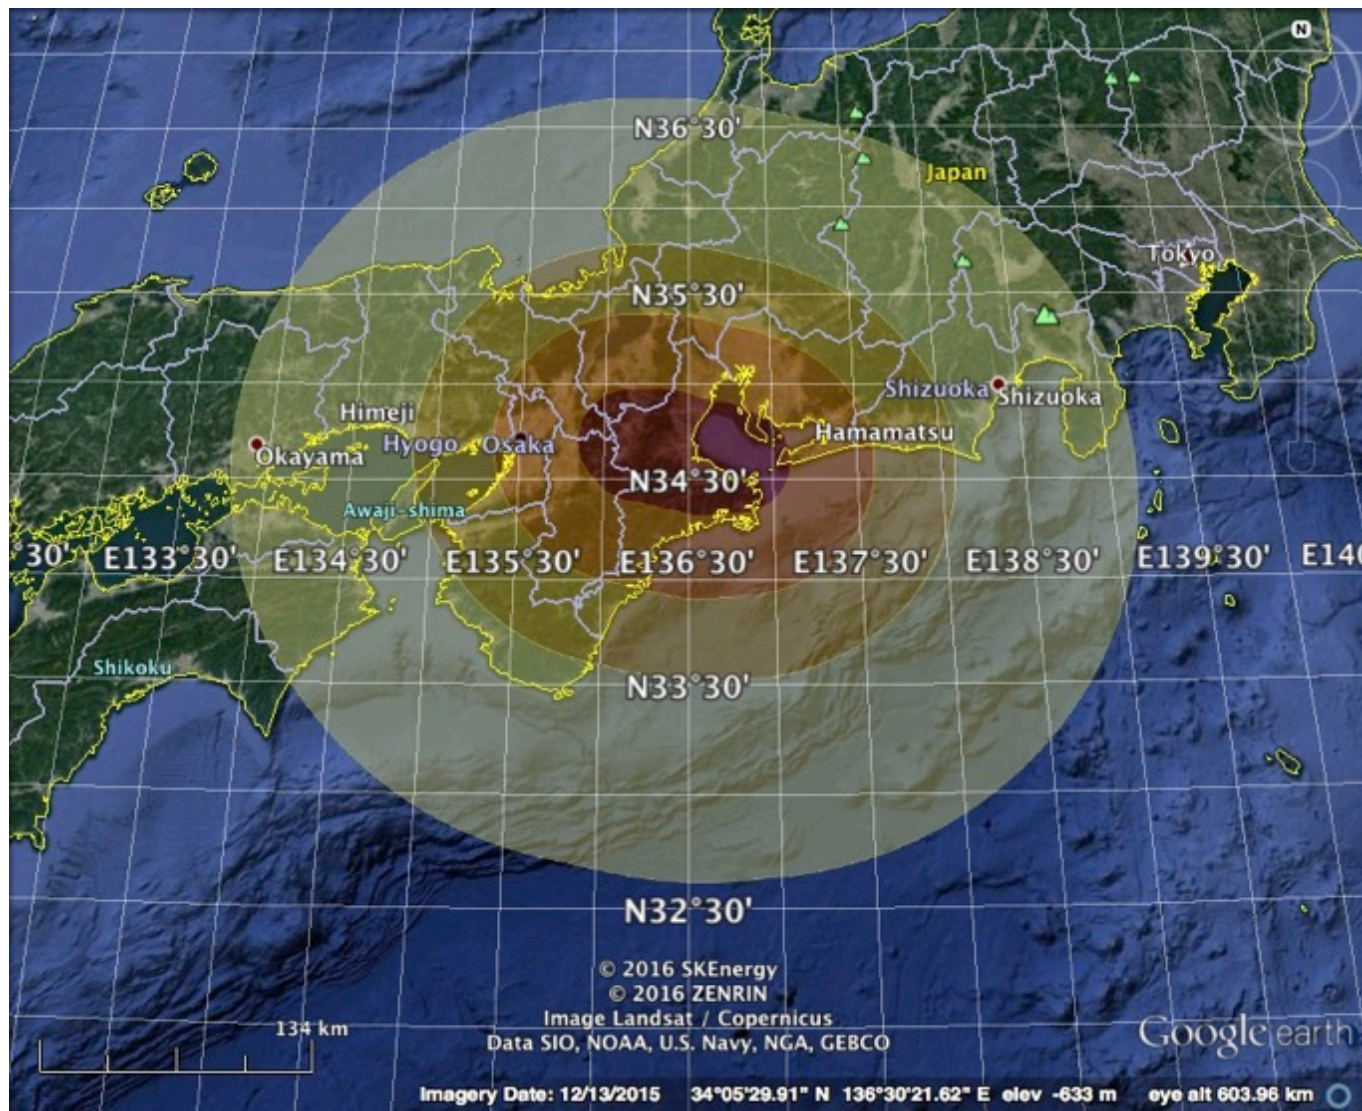 N
N36°30'
Japan
Tokyo
N35°30'
Shizuoka
Shizuoka
Himeji
Hyogo
Osaka
Hamamatsu
Okayama
N34°30'
Awaji-shima
°30'
E133°30'
E134°30'
E135°30'
E136°30'
E137°30'
E138°30'
E139°30'
E140
Shikoku
N33°30'
N32°30'
© 2016 SKEnergy
© 2016 ZENRIN
Image Landsat / Copernicus
Data SIO, NOAA, U.S. Navy, NGA, GEBCO
134 km
Google earth
Imagery Date: 12/13/2015 34°05'29.91" N 136°30'21.62" E elev -633 m eye alt 603.96 km